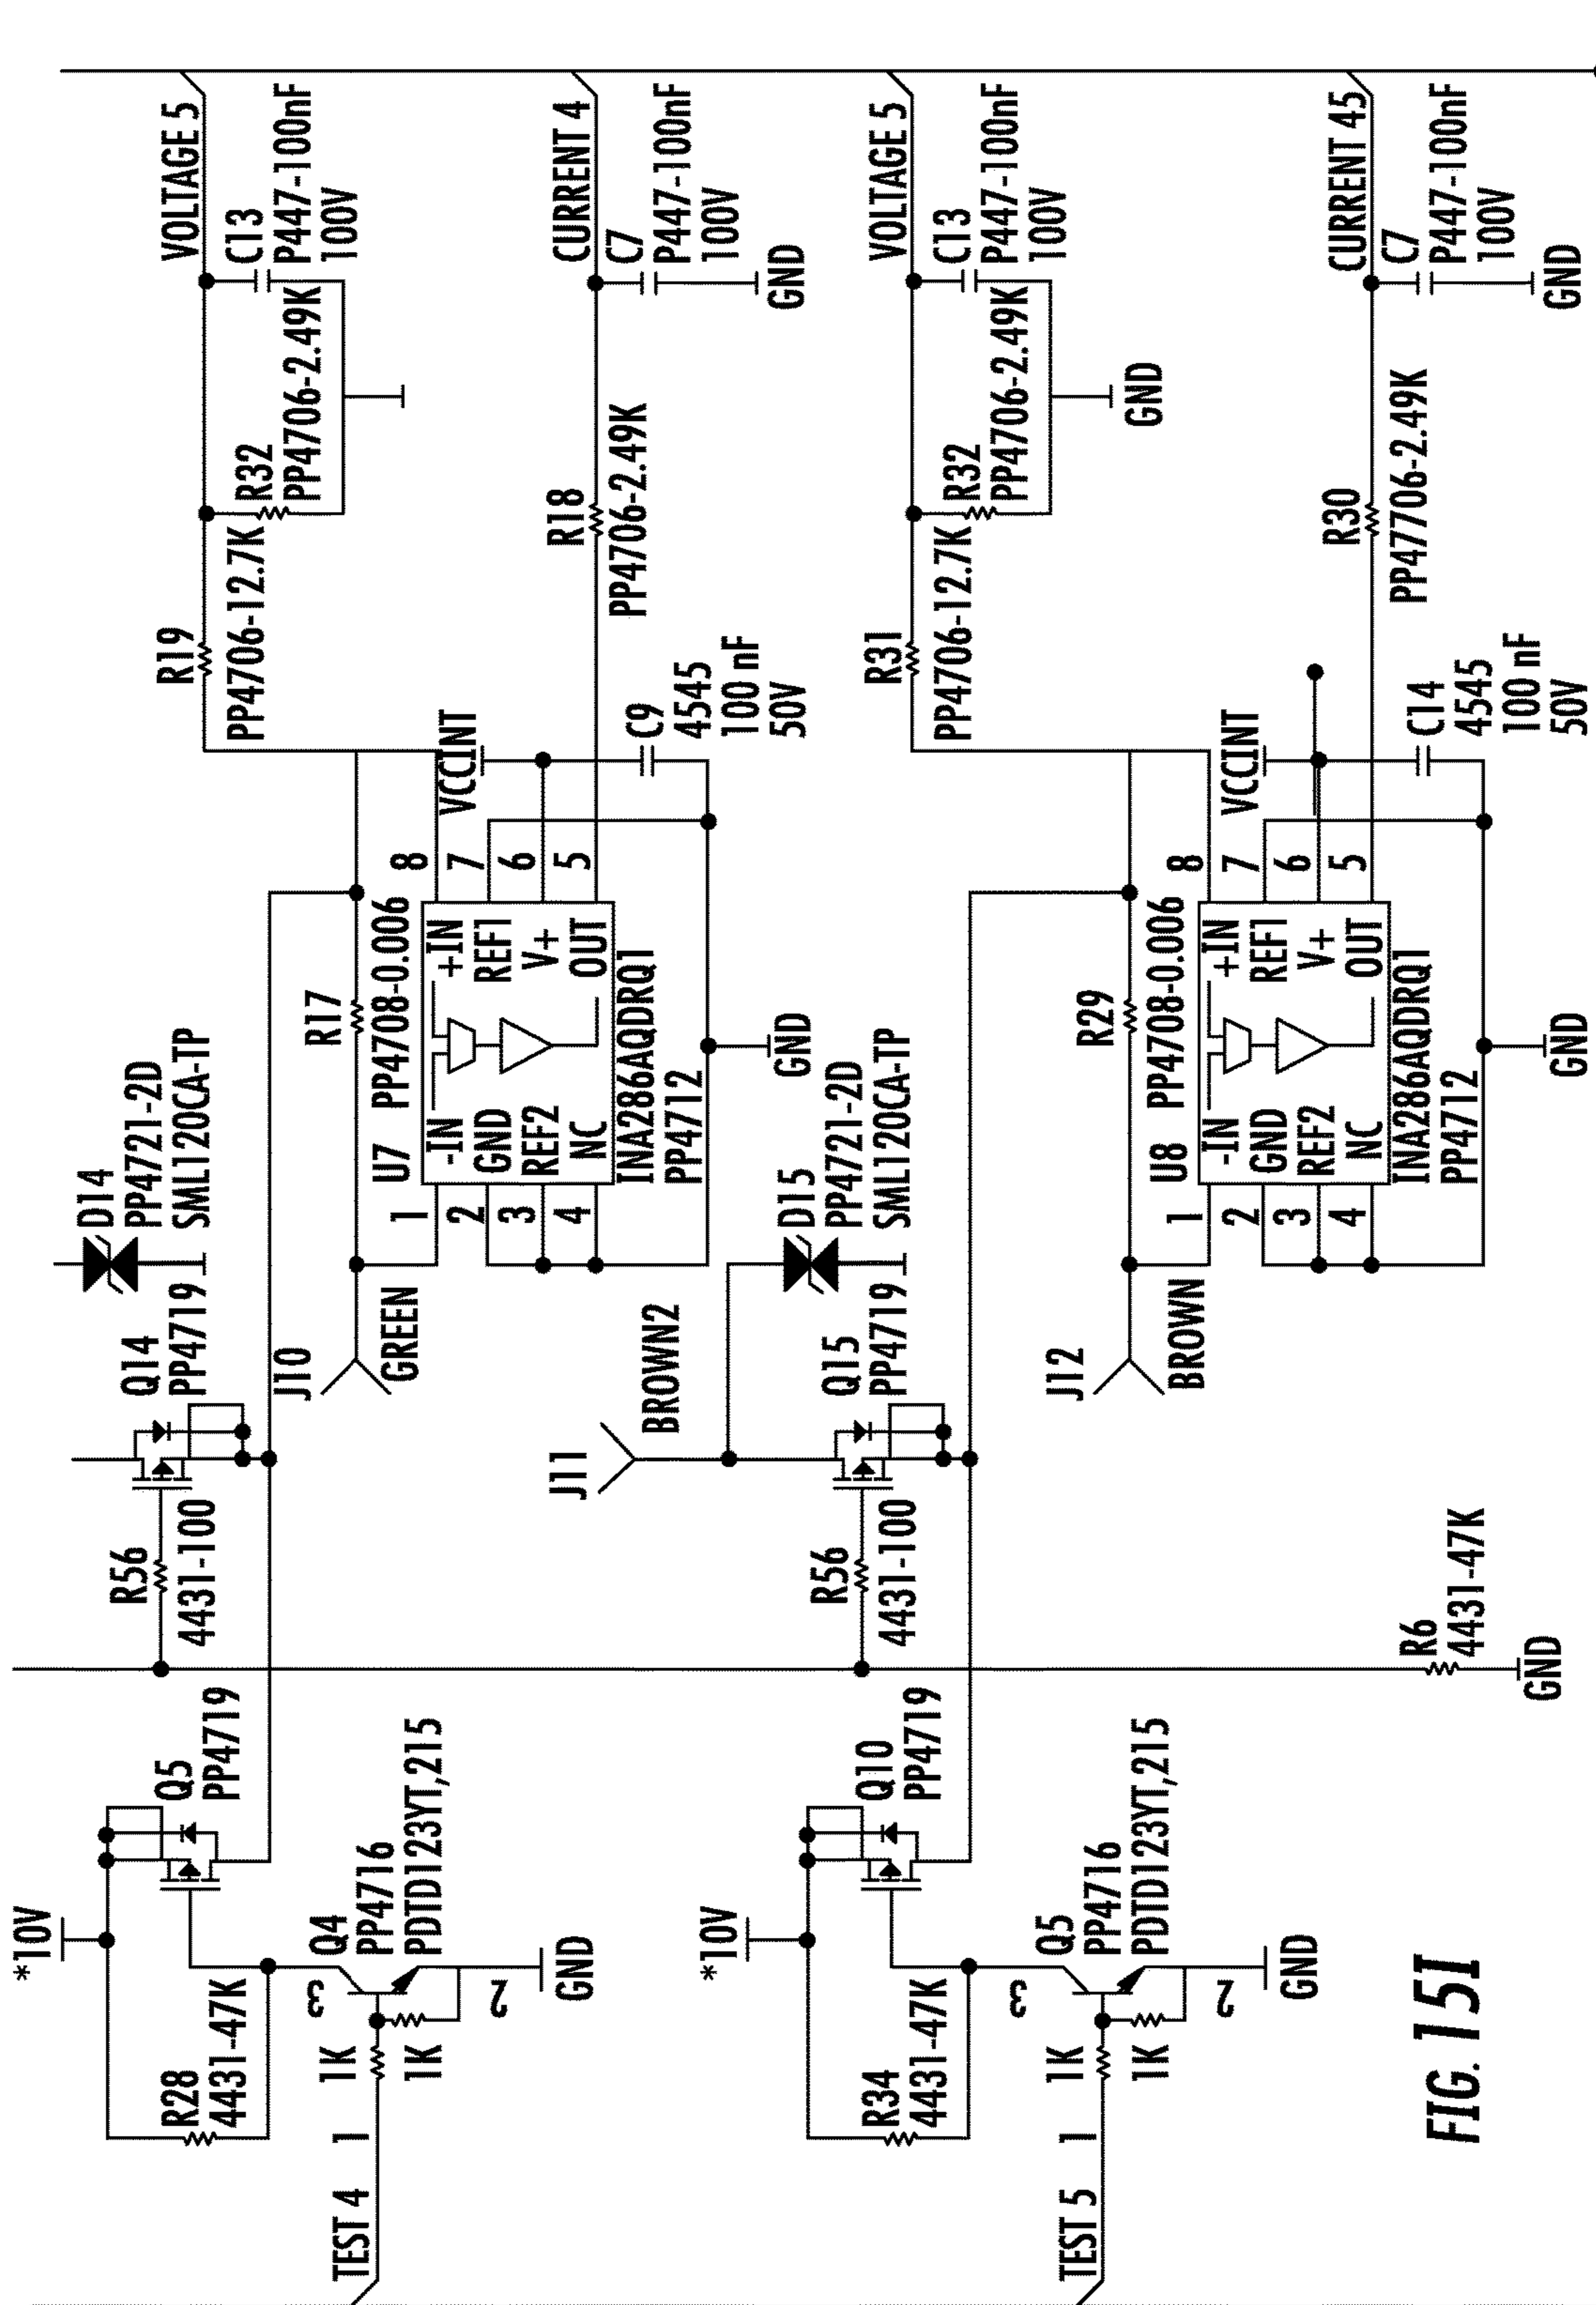 *10V
R28
4431-47K
Q5
PP4719
TEST 4
1
1K
1K
3
2
Q4
PP4716
PDTD123YT,215
GND
R56
4431-100
Q14
PP4719
D14
PP4721-2D
SML120CA-TP
J10
GREEN
R17
PP4708-0.006
U7
1
2
3
4
-IN
GND
REF2
NC
+IN
REF1
V+
OUT
8
7
6
5
INA286AQDRQ1
PP4712
GND
VCCINT
C9
4545
100 nF
50V
R19
PP4706-12.7K
R32
PP4706-2.49K
C13
P447-100nF
100V
VOLTAGE 5
R18
PP4706-2.49K
CURRENT 4
C7
P447-100nF
100V
GND
*10V
R34
4431-47K
Q10
PP4719
TEST 5
1
1K
1K
3
2
Q5
PP4716
PDTD123YT,215
GND
J11
BROWN2
R56
4431-100
Q15
PP4719
D15
PP4721-2D
SML120CA-TP
R6
4431-47K
GND
J12
BROWN
R29
PP4708-0.006
U8
1
2
3
4
-IN
GND
REF2
NC
+IN
REF1
V+
OUT
8
7
6
5
INA286AQDRQ1
PP4712
GND
VCCINT
C14
4545
100 nF
50V
R31
PP4706-12.7K
R32
PP4706-2.49K
GND
C13
P447-100nF
100V
VOLTAGE 5
R30
PP47706-2.49K
CURRENT 45
C7
P447-100nF
100V
GND
FIG. 15I